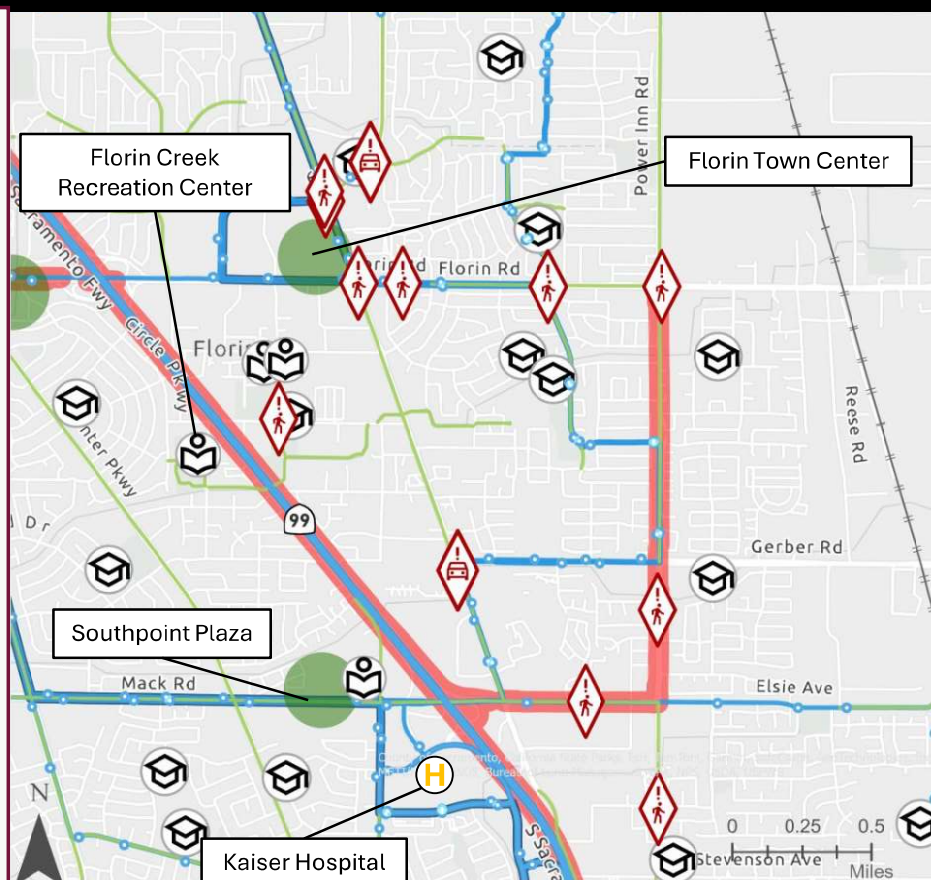 Florin Creek
Recreation Center
Florin Town Center
Power Inn Rd
Sacramento Fwy
Circle Pkwy
Florin Rd
Reese Rd
99
Gerber Rd
Southpoint Plaza
Mack Rd
Elsie Ave
H
N
0 0.25 0.5
Miles
Stevenson Ave
Kaiser Hospital